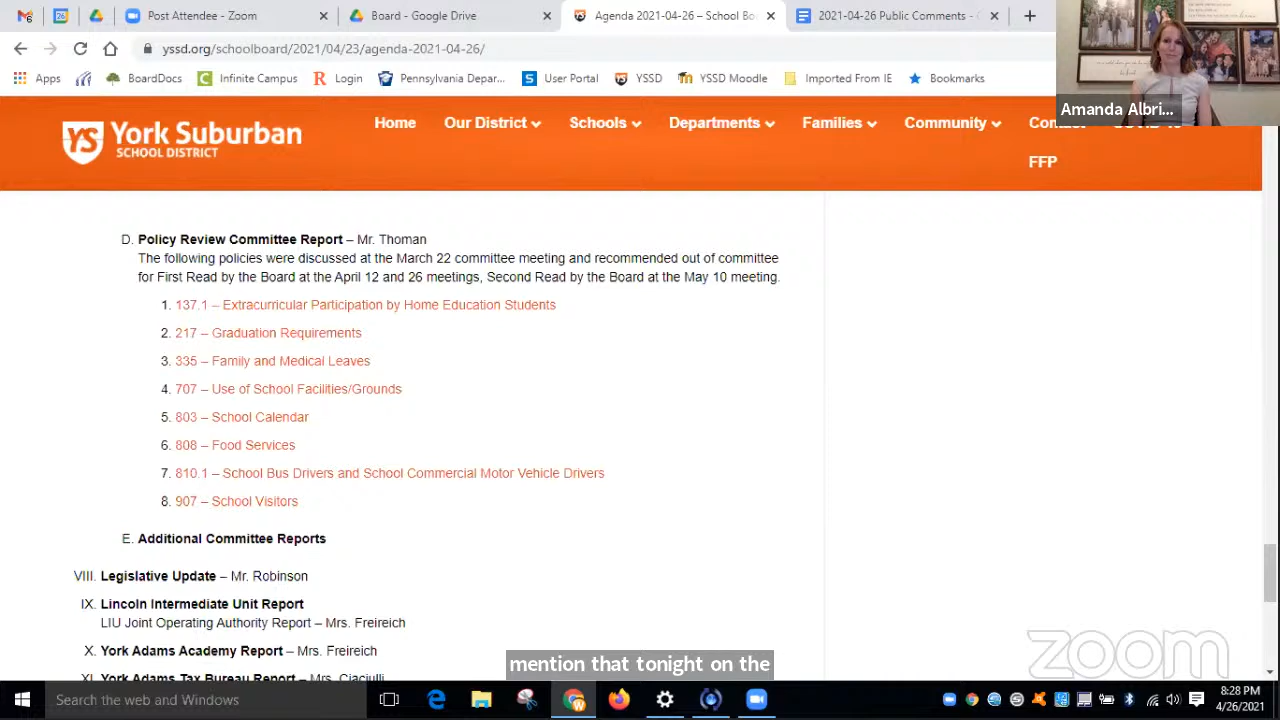 Post Attendee - Zoom
Board - Google Drive
Agenda 2021-04-26 – School Bo
2021-04-26 Public Comments -
yssd.org/schoolboard/2021/04/23/agenda-2021-04-26/
Apps BoardDocs Infinite Campus Login Pennsylvania Depar... User Portal YSSD YSSD Moodle Imported From IE Bookmarks
Amanda Albri...
YS York Suburban
SCHOOL DISTRICT
Home Our District Schools Departments Families Community
FFP
D. Policy Review Committee Report – Mr. Thoman
The following policies were discussed at the March 22 committee meeting and recommended out of committee
for First Read by the Board at the April 12 and 26 meetings, Second Read by the Board at the May 10 meeting.
1. 137.1 – Extracurricular Participation by Home Education Students
2. 217 – Graduation Requirements
3. 335 – Family and Medical Leaves
4. 707 – Use of School Facilities/Grounds
5. 803 – School Calendar
6. 808 – Food Services
7. 810.1 – School Bus Drivers and School Commercial Motor Vehicle Drivers
8. 907 – School Visitors
E. Additional Committee Reports
VIII. Legislative Update – Mr. Robinson
IX. Lincoln Intermediate Unit Report
LIU Joint Operating Authority Report – Mrs. Freireich
X. York Adams Academy Report – Mrs. Freireich
XI. York Adams Tax Bureau Report – Mrs. Ciacilli
mention that tonight on the
zoom
Search the web and Windows
8:28 PM
4/26/2021